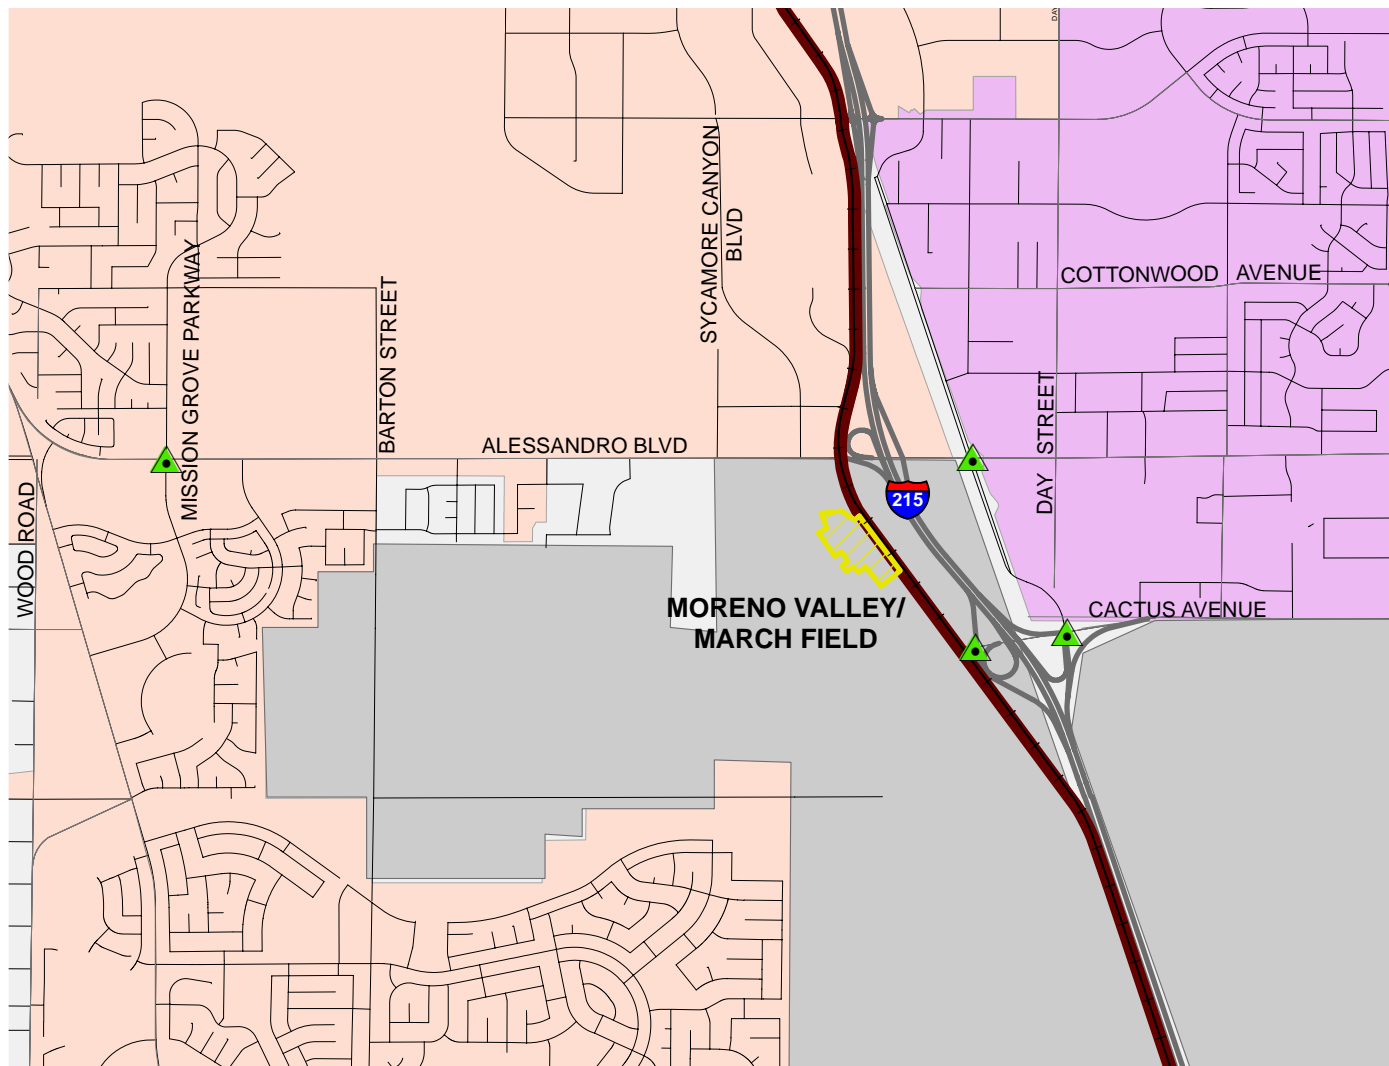 DAY
SYCAMORE CANYON
BLVD
COTTONWOOD AVENUE
MISSION GROVE PARKWAY
BARTON STREET
ALESSANDRO BLVD
DAY STREET
WOOD ROAD
215
MORENO VALLEY/
MARCH FIELD
CACTUS AVENUE